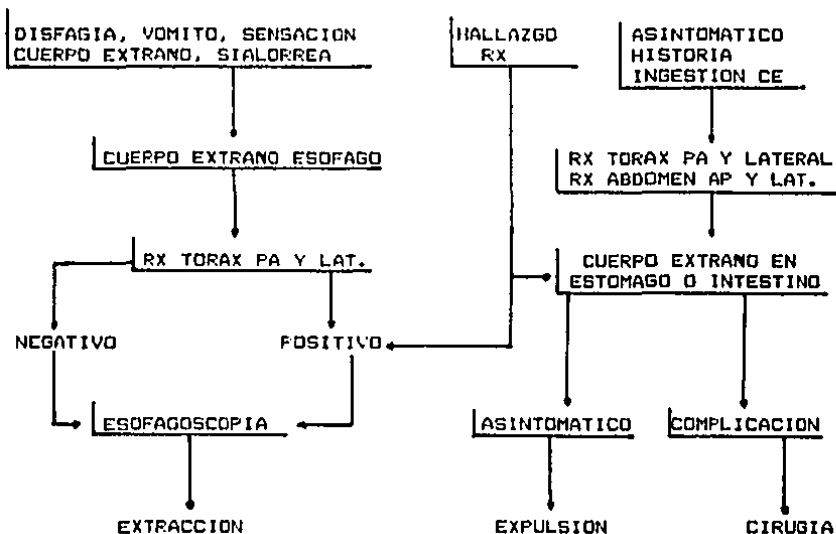 DISFAGIA, VOMITO, SENSACION
CUERPO EXTRANO, SIALORREA
HALLAZGO
RX
ASINTOMATICO
HISTORIA
INGESTION CE
CUERPO EXTRANO ESOFAGO
RX TORAX PA Y LATERAL
RX ABDOMEN AP Y LAT.
RX TORAX PA Y LAT.
CUERPO EXTRANO EN
ESTOMAGO O INTESTINO
NEGATIVO
POSITIVO
ESOFAGOSCOPIA
ASINTOMATICO
COMPLICACION
EXTRACCION
EXPULSION
CIRUGIA